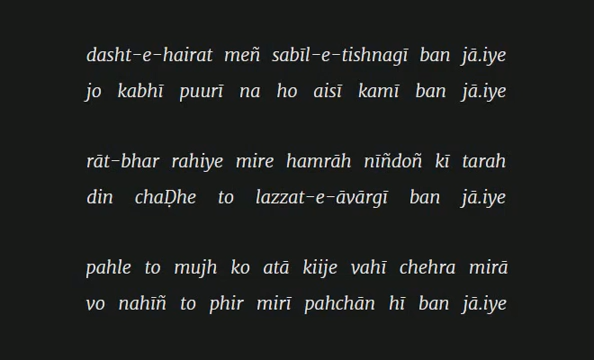 dasht-e-hairat meñ sabīl-e-tishnagī ban jā.iye
jo kabhī puurī na ho aisī kamī ban jā.iye
rāt-bhar rahiye mire hamrāh nīñdoñ kī tarah
din chaḌhe to lazzat-e-āvārgī ban jā.iye
pahle to mujh ko atā kiije vahī chehra mirā
vo nahīñ to phir mirī pahchān hī ban jā.iye